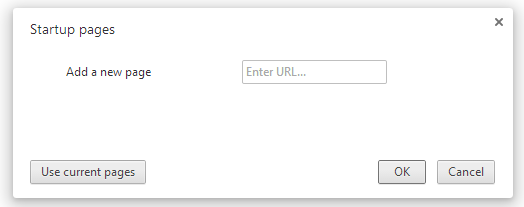 Startup pages
Add a new page
Enter URL...
Use current pages
OK
Cancel